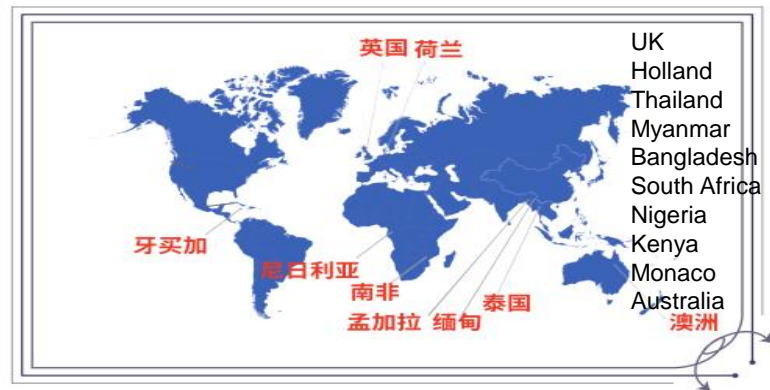 英国 荷兰
牙买加
尼日利亚
南非
孟加拉 缅甸
泰国
澳洲
UK
Holland
Thailand
Myanmar
Bangladesh
South Africa
Nigeria
Kenya
Monaco
Australia